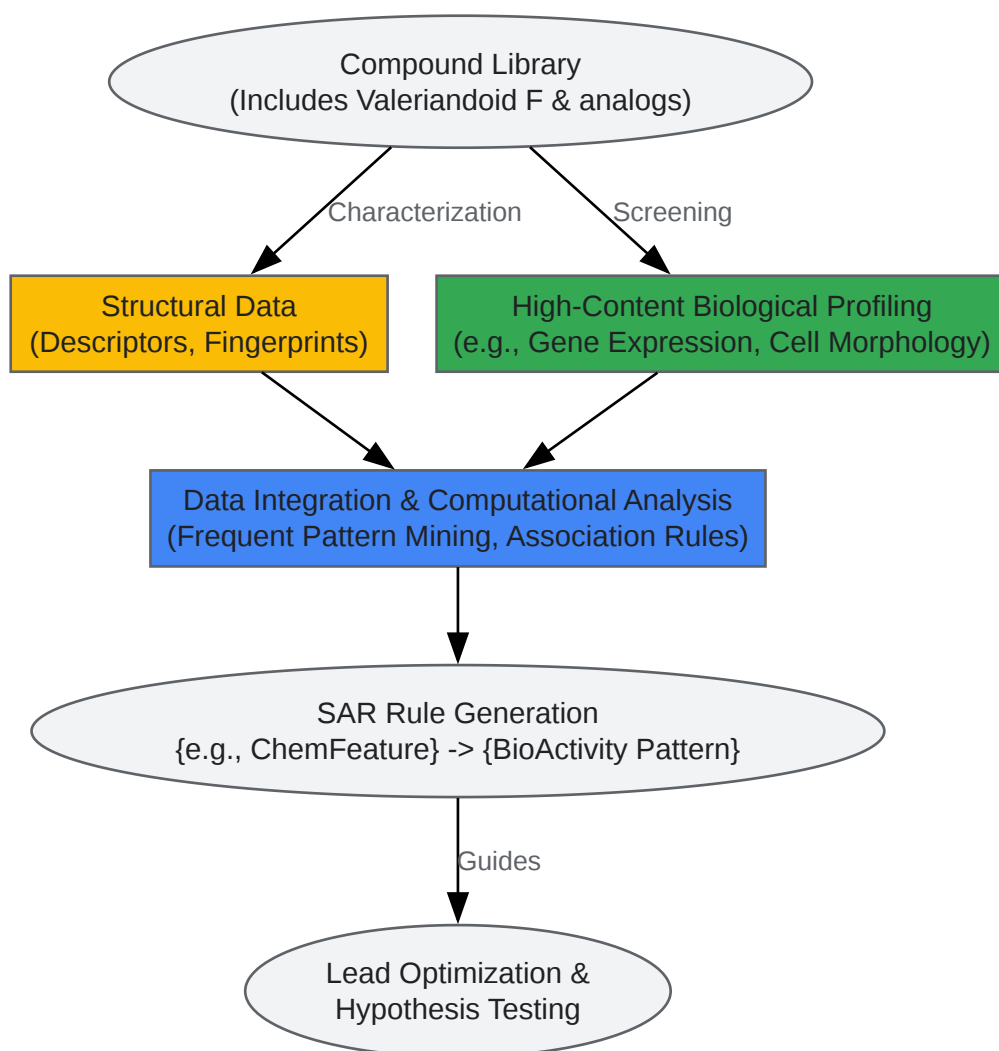 Compound Library
(Includes Valeriandoid F & analogs)
Characterization
Screening
Structural Data
(Descriptors, Fingerprints)
High-Content Biological Profiling
(e.g., Gene Expression, Cell Morphology)
Data Integration & Computational Analysis
(Frequent Pattern Mining, Association Rules)
SAR Rule Generation
{e.g., ChemFeature} -> {BioActivity Pattern}
Guides
Lead Optimization &
Hypothesis Testing